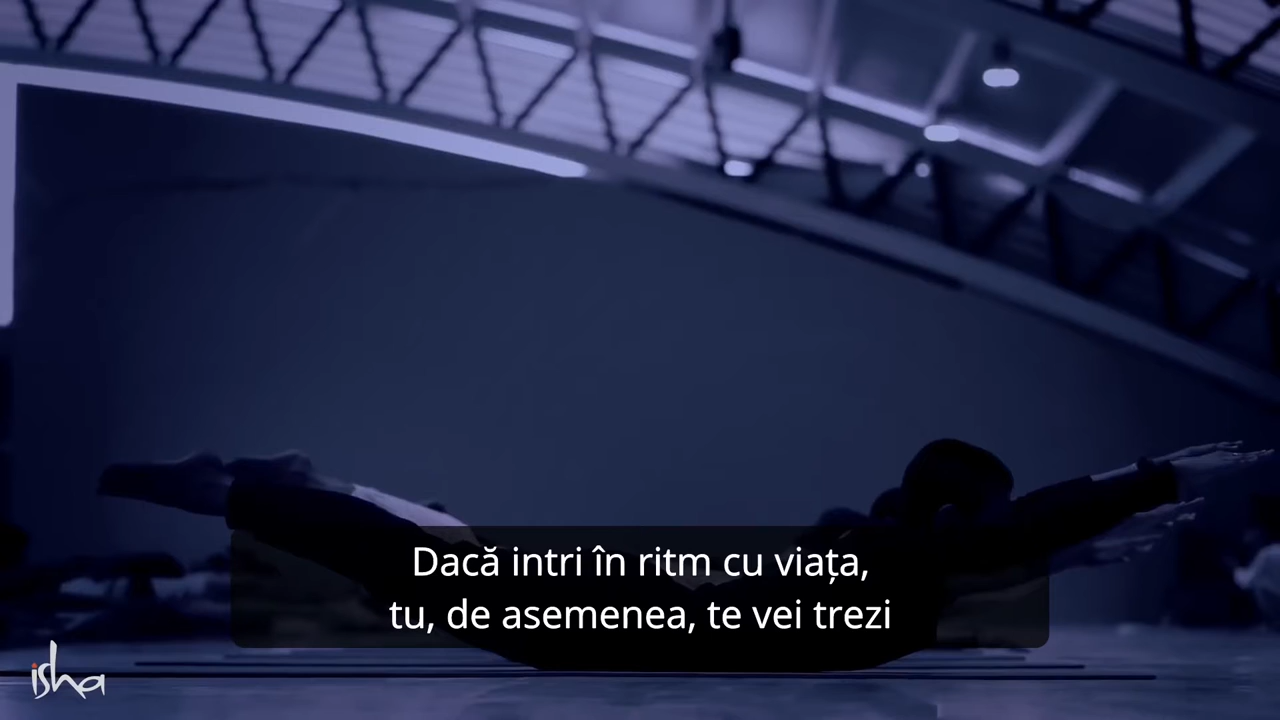 Dacă intri în ritm cu viața,
tu, de asemenea, te vei trezi
isha